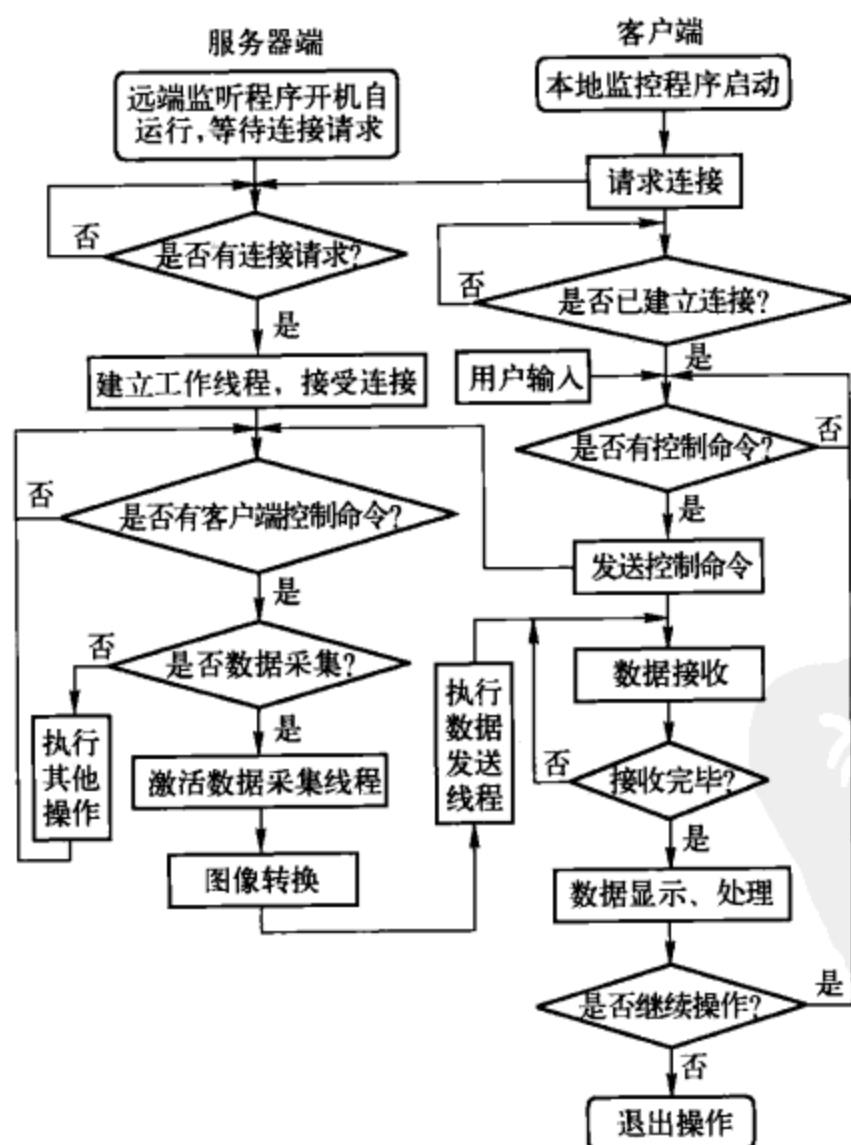 服务器端
远端监听程序开机自
运行,等待连接请求
否
是否有连接请求?
是
建立工作线程，接受连接
否
是否有客户端控制命令?
是
否
是否数据采集?
是
执行
其他
操作
激活数据采集线程
图像转换
执行
数据
发送
线程
客户端
本地监控程序启动
请求连接
否
是否已建立连接?
是
用户输入
是否有控制命令?
否
是
发送控制命令
数据接收
否
接收完毕?
是
数据显示、处理
是否继续操作?
是
否
退出操作